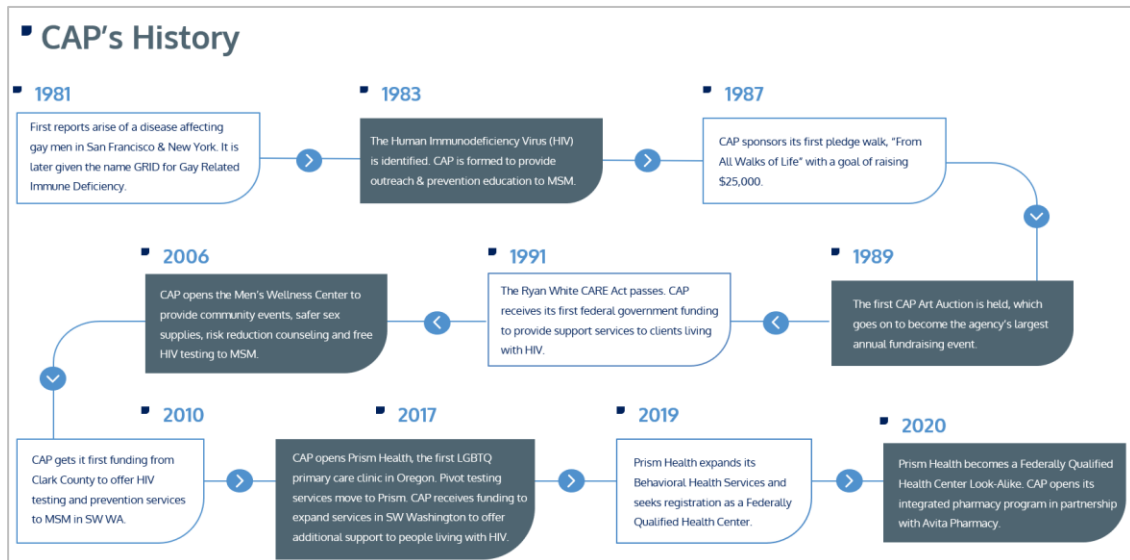 CAP's History
1981
First reports arise of a disease affecting
gay men in San Francisco & New York. It is
later given the name GRID for Gay Related
Immune Deficiency.
1983
The Human Immunodeficiency Virus (HIV)
is identified. CAP is formed to provide
outreach & prevention education to MSM.
1987
CAP sponsors its first pledge walk, "From
All Walks of Life" with a goal of raising
$25,000.
1989
The first CAP Art Auction is held, which
goes on to become the agency's largest
annual fundraising event.
1991
The Ryan White CARE Act passes. CAP
receives its first federal government funding
to provide support services to clients living
with HIV.
2006
CAP opens the Men's Wellness Center to
provide community events, safer sex
supplies, risk reduction counseling and free
HIV testing to MSM.
2010
CAP gets it first funding from
Clark County to offer HIV
testing and prevention services
to MSM in SW WA.
2017
CAP opens Prism Health, the first LGBTQ
primary care clinic in Oregon. Pivot testing
services move to Prism. CAP receives funding to
expand services in SW Washington to offer
additional support to people living with HIV.
2019
Prism Health expands its
Behavioral Health Services and
seeks registration as a Federally
Qualified Health Center.
2020
Prism Health becomes a Federally Qualified
Health Center Look-Alike. CAP opens its
integrated pharmacy program in partnership
with Avita Pharmacy.